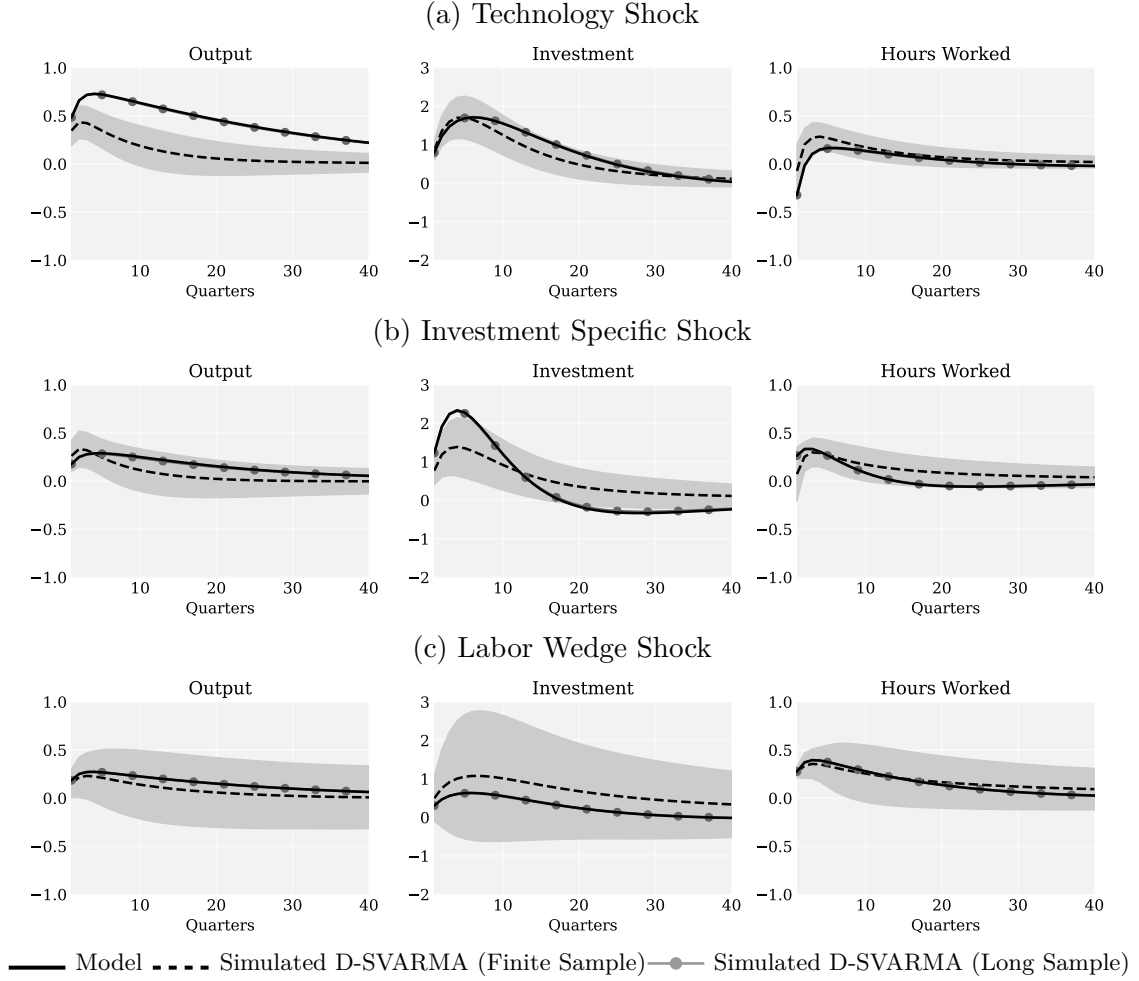 (a) Technology Shock
Output Investment Hours Worked
1.0 3 1.0
0.5 2 0.5
1
0.0 0.0
0
−0.5 −1 −0.5
−1.0 −2 −1.0
10 20 30 40 10 20 30 40 10 20 30 40
Quarters Quarters Quarters
(b) Investment Specific Shock
Output Investment Hours Worked
1.0 3 1.0
0.5 2 0.5
1
0.0 0.0
0
−0.5 −1 −0.5
−1.0 −2 −1.0
10 20 30 40 10 20 30 40 10 20 30 40
Quarters Quarters Quarters
(c) Labor Wedge Shock
Output Investment Hours Worked
1.0 3 1.0
0.5 2 0.5
1
0.0 0.0
0
−0.5 −1 −0.5
−1.0 −2 −1.0
10 20 30 40 10 20 30 40 10 20 30 40
Quarters Quarters Quarters
Model Simulated D-SVARMA (Finite Sample) Simulated D-SVARMA (Long Sample)